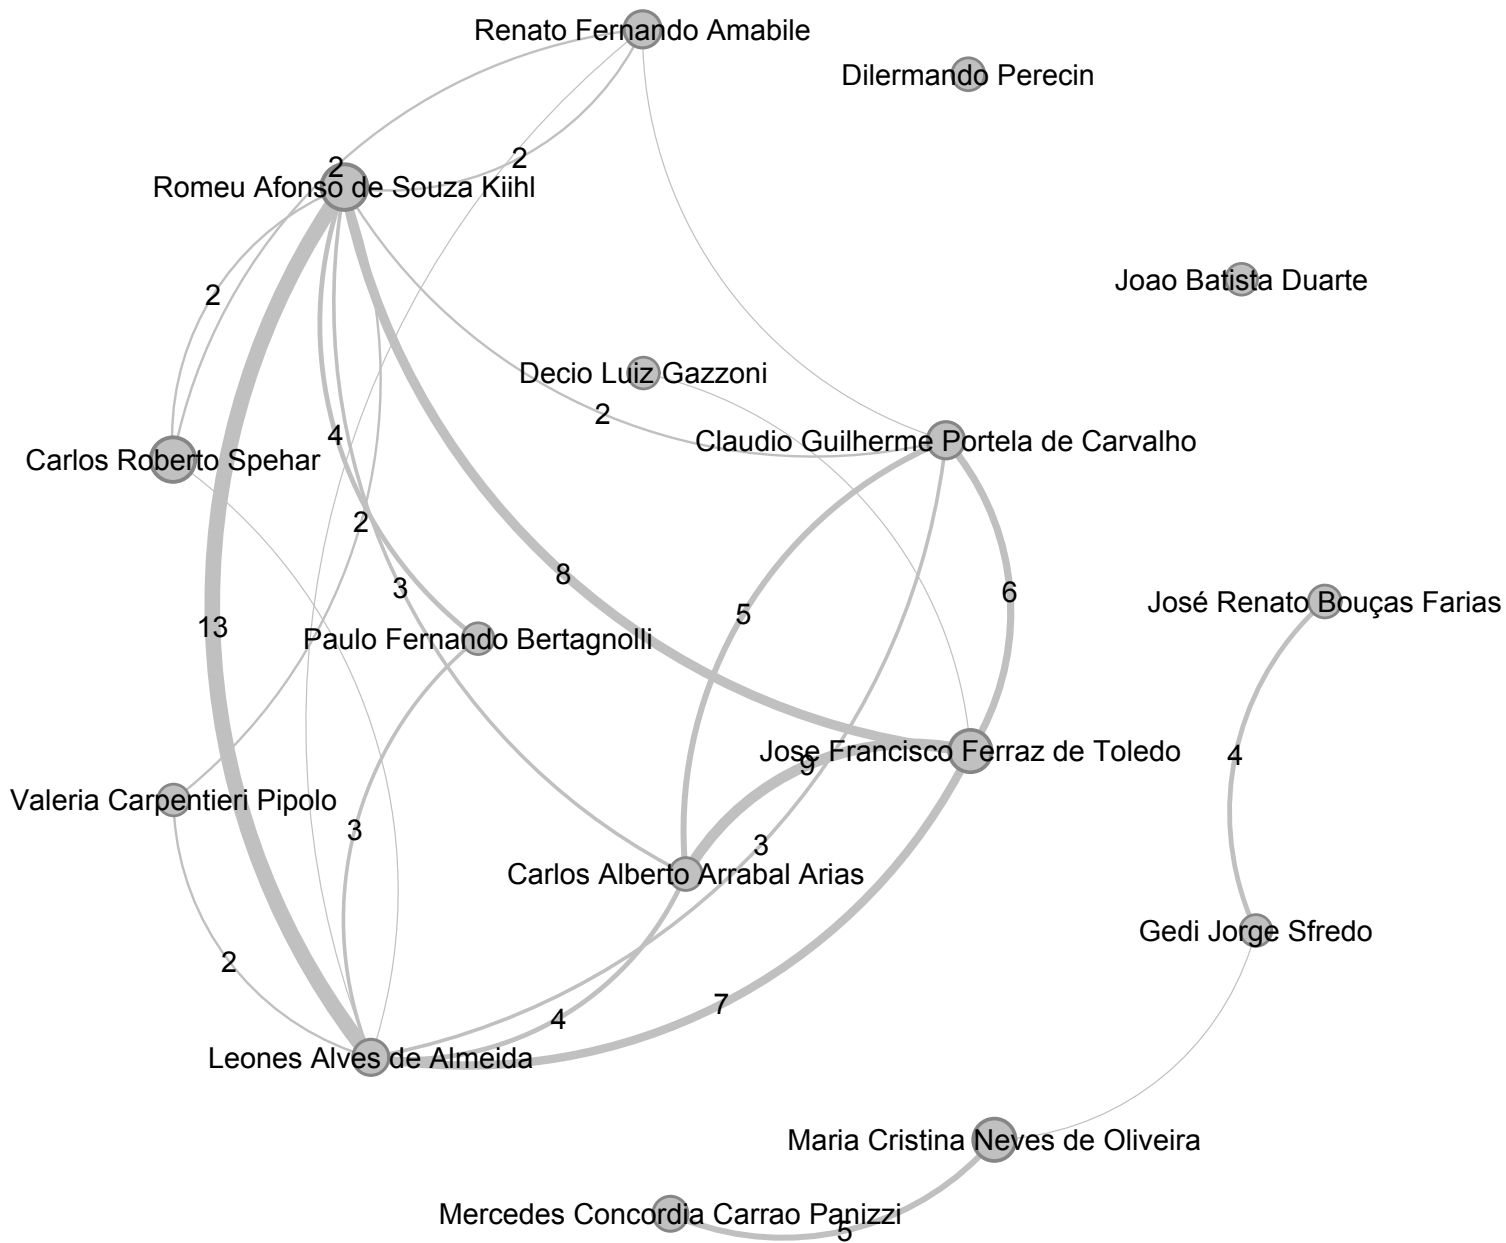 Renato Fernando Amabile
Dilermando Perecin
2
2
Romeu Afonso de Souza Kiihl
Joao Batista Duarte
2
Decio Luiz Gazzoni
2
4
Claudio Guilherme Portela de Carvalho
Carlos Roberto Spehar
2
8
3
6
José Renato Bouças Farias
5
13
Paulo Fernando Bertagnolli
Jose Francisco Ferraz de Toledo
4
9
Valeria Carpentieri Pipolo
3
3
Carlos Alberto Arrabal Arias
Gedi Jorge Sfredo
2
7
4
Leones Alves de Almeida
Maria Cristina Neves de Oliveira
Mercedes Concordia Carrao Panizzi
5